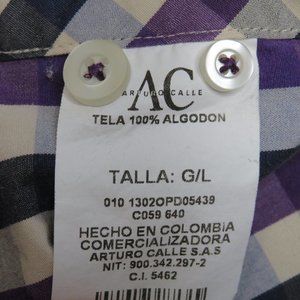 AC
ARTURO CALLE
TELA 100% ALGODON
TALLA: G/L
010 1302OPD05439
C059 640
HECHO EN COLOMBIA
COMERCIALIZADORA
ARTURO CALLE S.A.S
NIT: 900.342.297-2
C.I. 5462